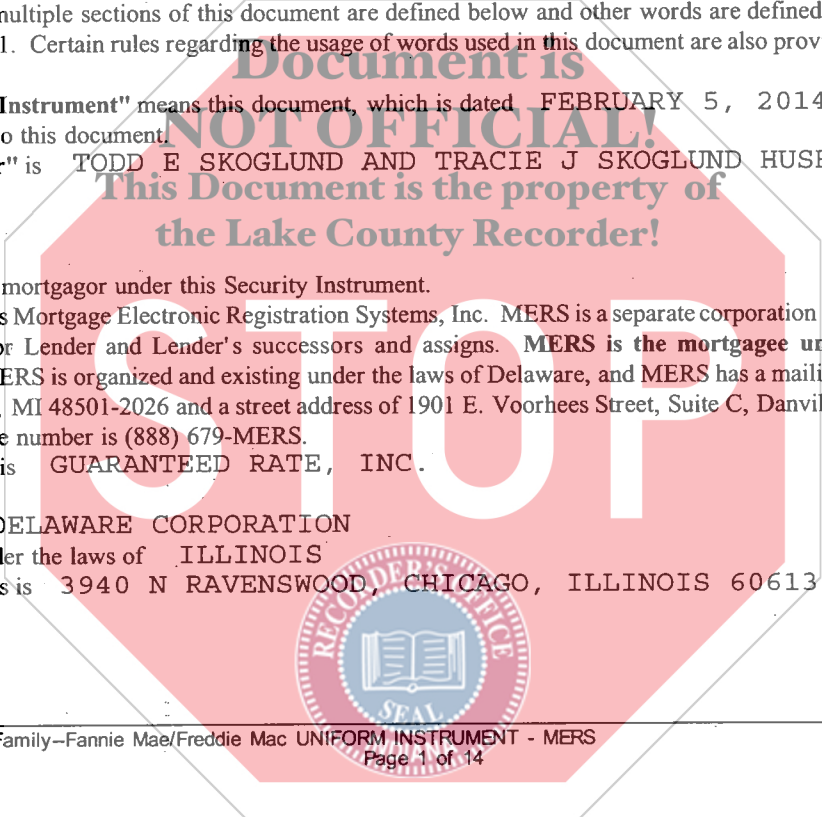 multiple sections of this document are defined below and other words are defined
1. Certain rules regarding the usage of words used in this document are also prov
Document is
Instrument" means this document, which is dated FEBRUARY 5, 2014
NOT OFFICIAL!
o this document.
r" is TODD E SKOGLUND AND TRACIE J SKOGLUND HUSB
This Document is the property of
the Lake County Recorder!
mortgagor under this Security Instrument.
s Mortgage Electronic Registration Systems, Inc. MERS is a separate corporation
or Lender and Lender's successors and assigns. MERS is the mortgagee un
ERS is organized and existing under the laws of Delaware, and MERS has a maili
, MI 48501-2026 and a street address of 1901 E. Voorhees Street, Suite C, Danvil
e number is (888) 679-MERS.
STOP
is GUARANTEED RATE, INC.
DELAWARE CORPORATION
der the laws of ILLINOIS
s is 3940 N RAVENSWOOD, CHICAGO, ILLINOIS 60613
RECORDER'S OFFICE
SEAL
INDIANA
Family–Fannie Mae/Freddie Mac UNIFORM INSTRUMENT - MERS
Page 1 of 14